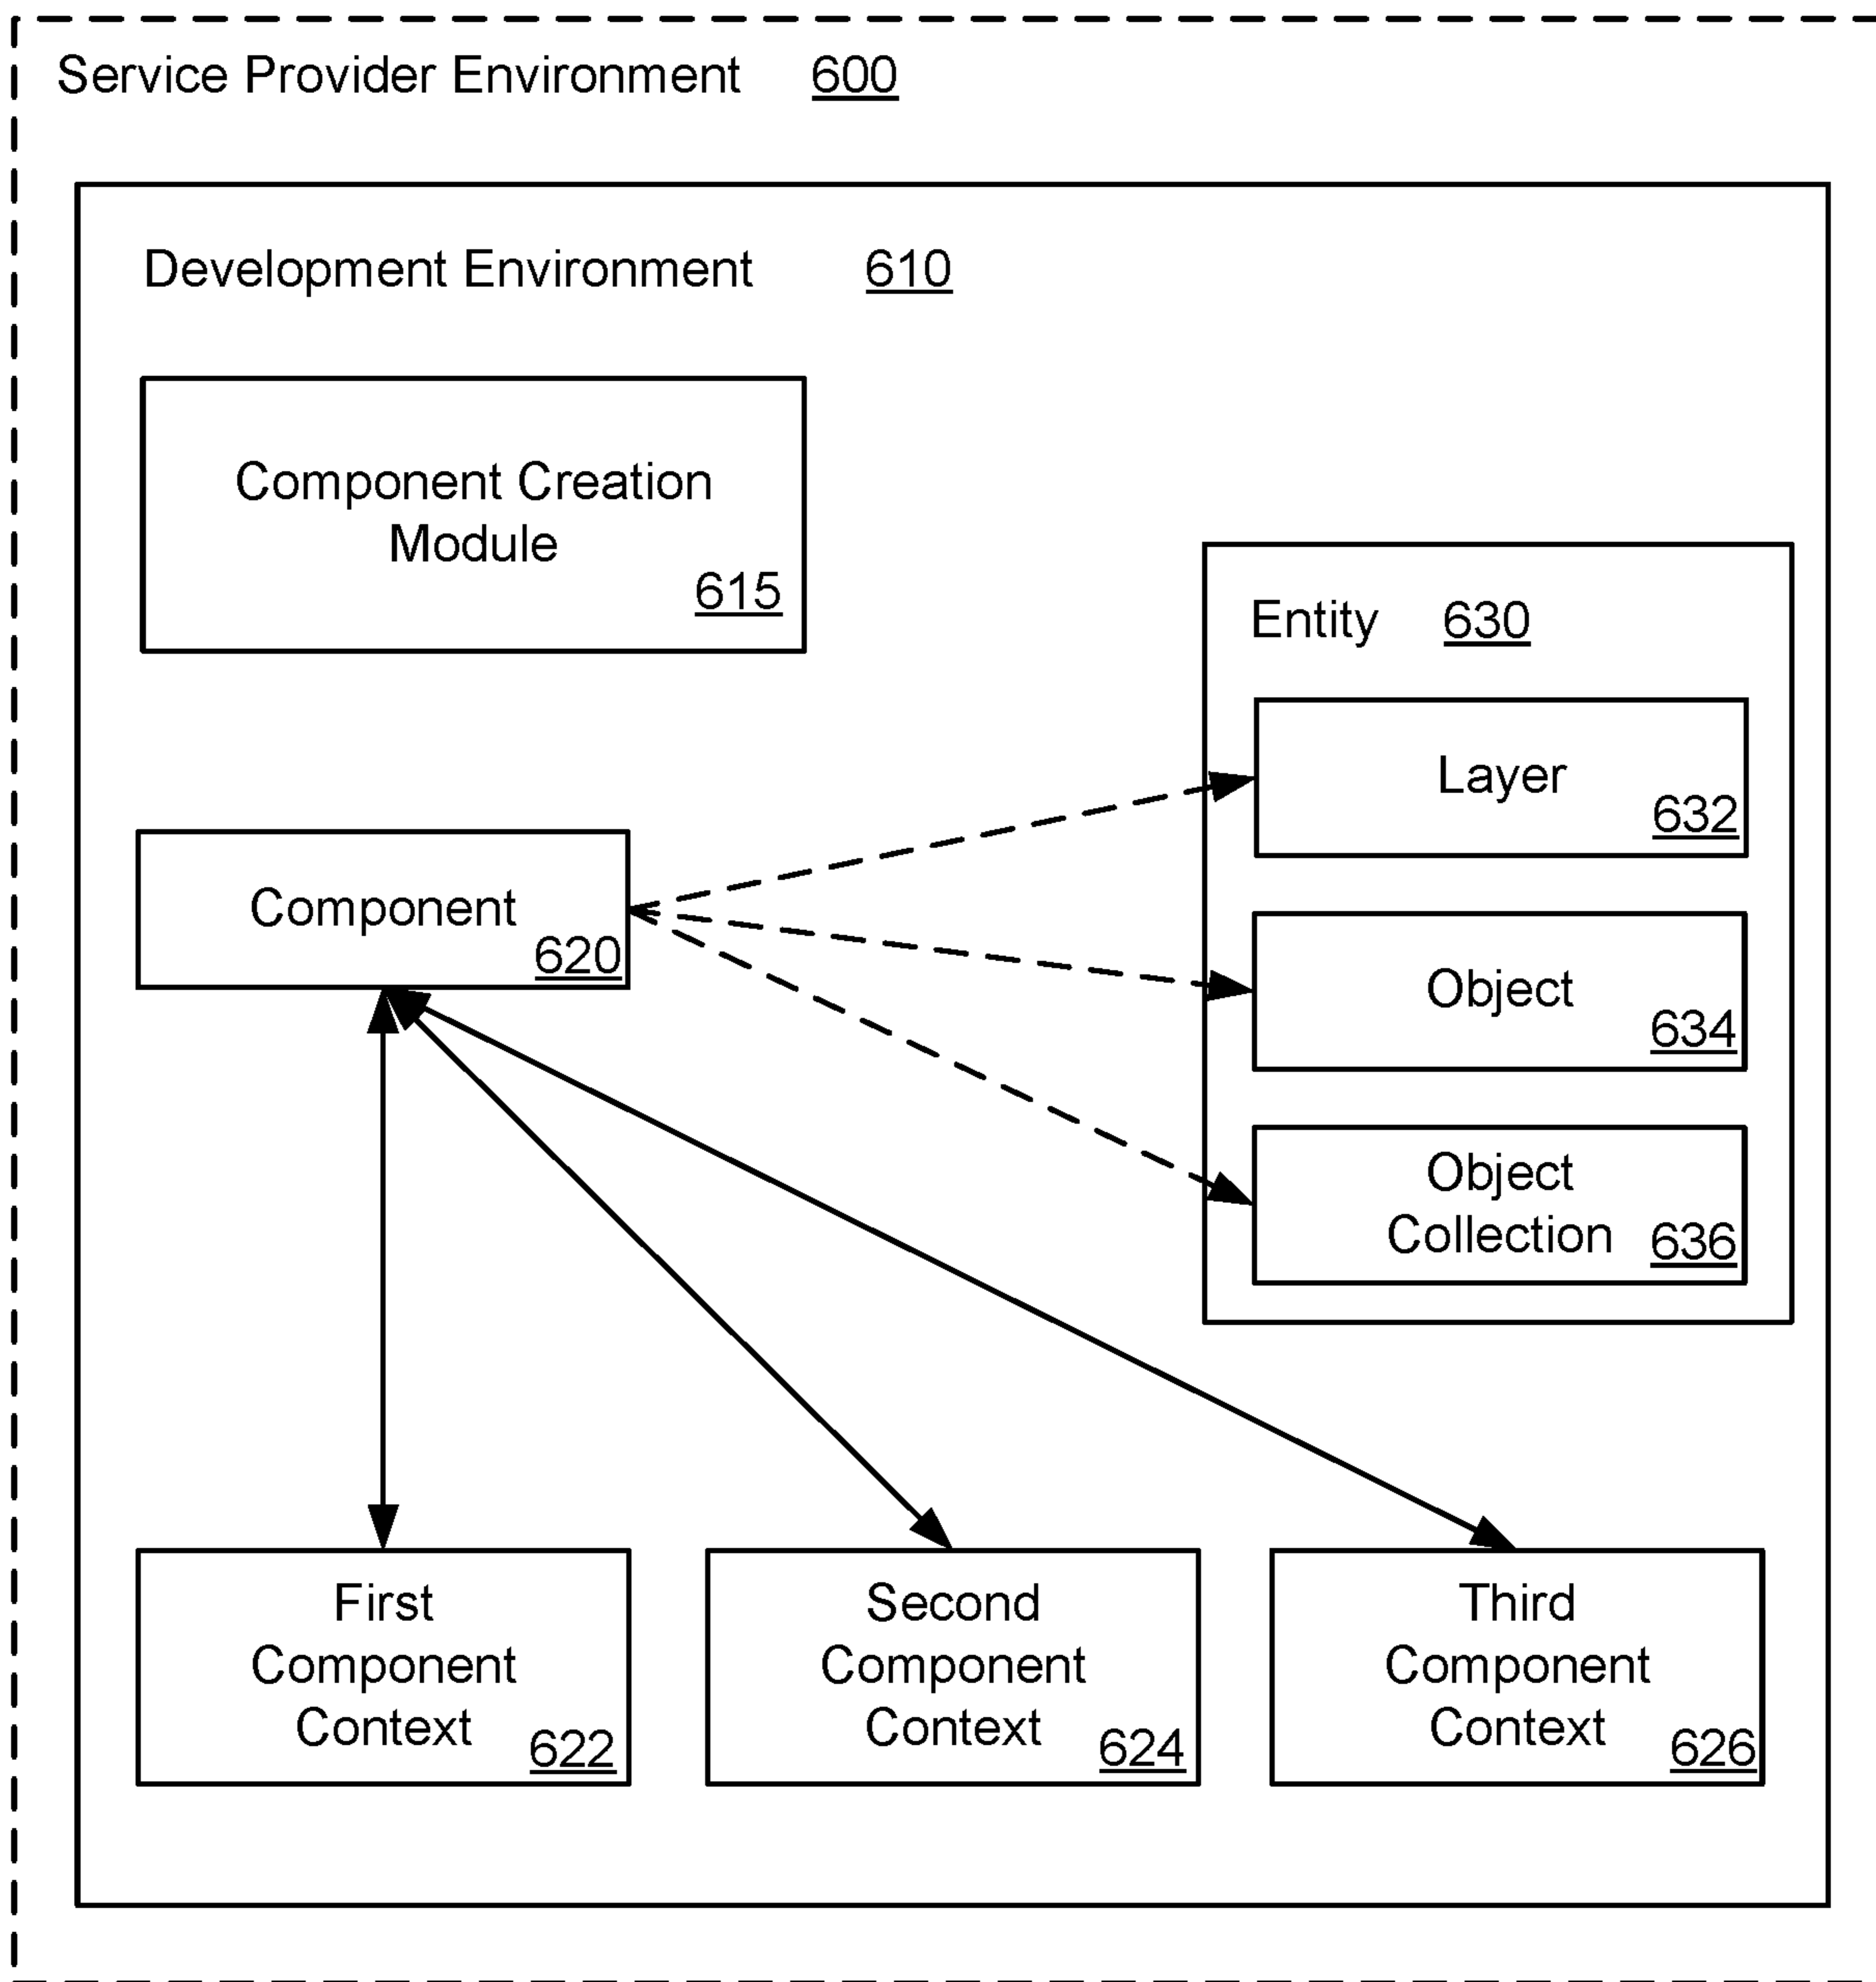 Service Provider Environment 600
Development Environment 610
Component Creation
Module
615
Entity 630
Layer
632
Component
620
Object
634
Object
Collection 636
First
Component
Context
622
Second
Component
Context
624
Third
Component
Context
626